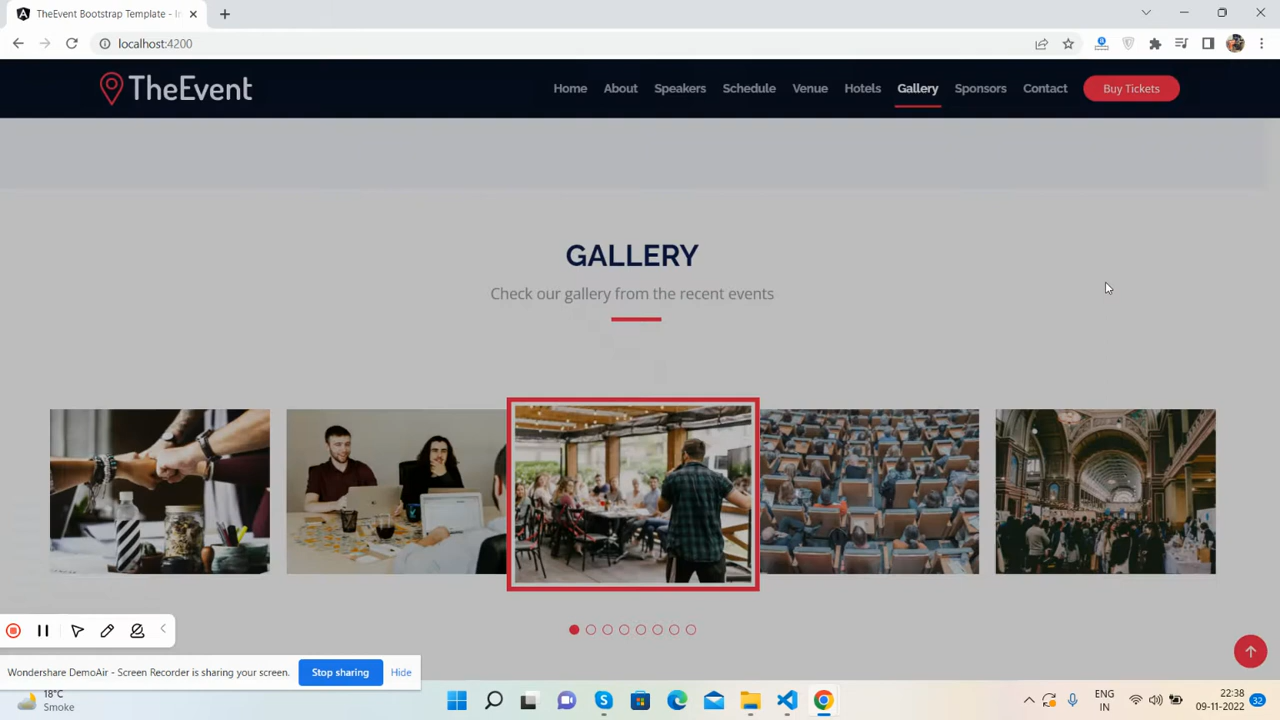 TheEvent Bootstrap Template - In
localhost:4200
TheEvent
Home About Speakers Schedule Venue Hotels Gallery Sponsors Contact Buy Tickets
GALLERY
Check our gallery from the recent events
Wondershare DemoAir - Screen Recorder is sharing your screen. Stop sharing Hide
18°C
Smoke
ENG
IN
22:38
09-11-2022
32